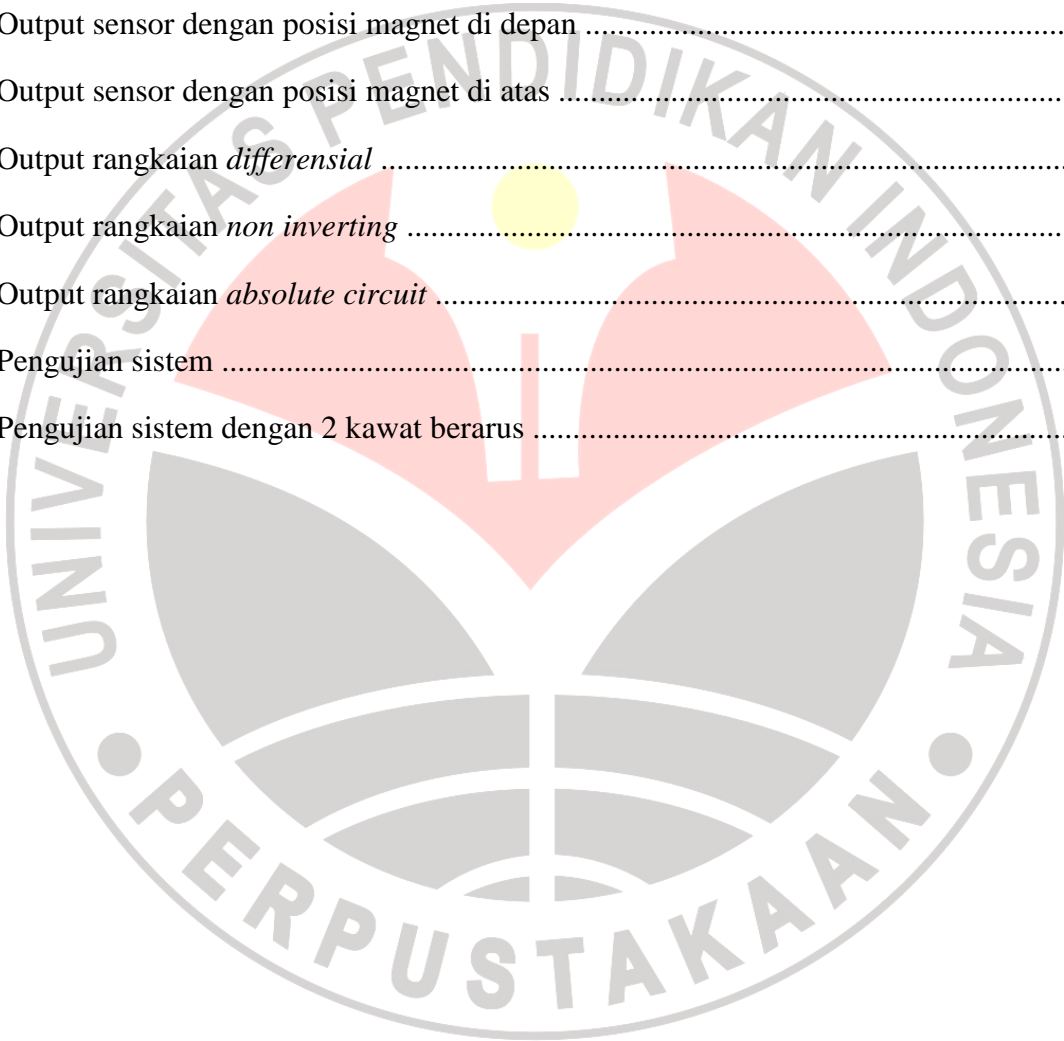 Output sensor dengan posisi magnet di depan ................................................................
Output sensor dengan posisi magnet di atas ...................................................................
Output rangkaian differensial .........................................................................................
Output rangkaian non inverting ......................................................................................
Output rangkaian absolute circuit ..................................................................................
Pengujian sistem .............................................................................................................
Pengujian sistem dengan 2 kawat berarus ......................................................................
UNIVERSITAS PENDIDIKAN INDONESIA
PERPUSTAKAAN